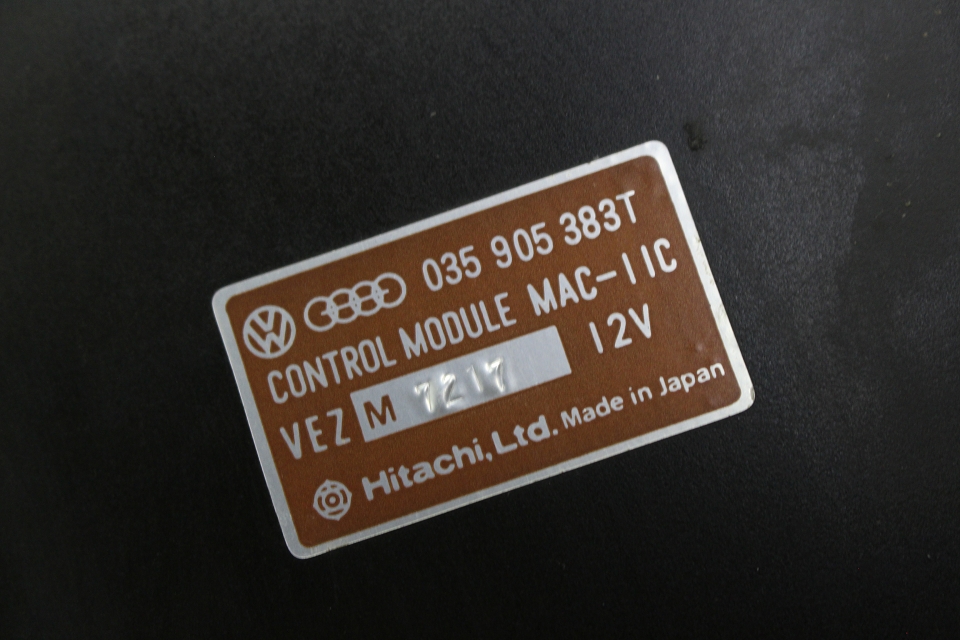 035 905 383T
CONTROL MODULE MAC-11C
VEZ M 7217 12V
Hitachi, Ltd. Made in Japan